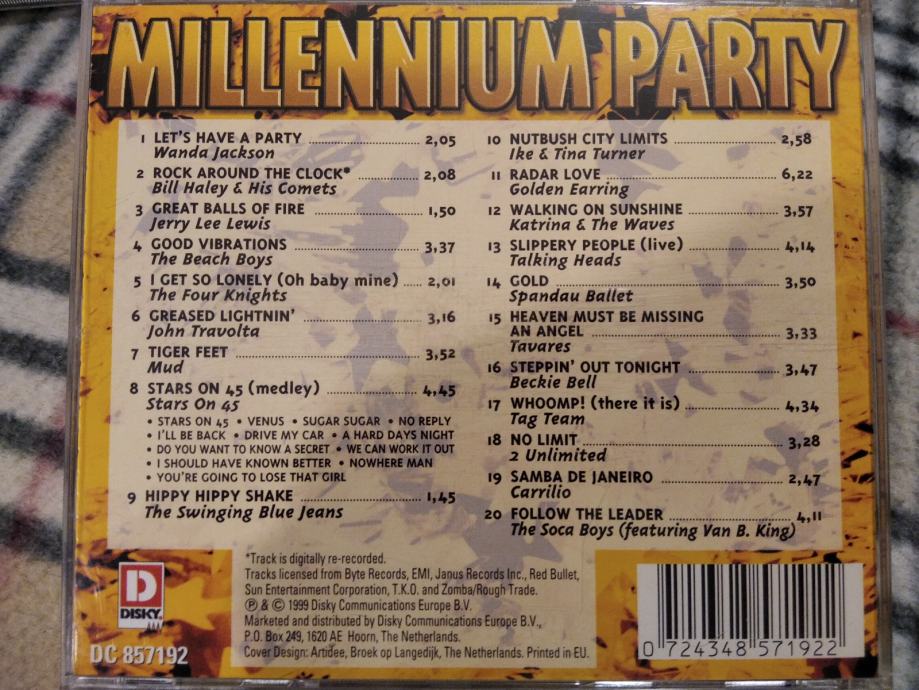 MILLENNIUM PARTY
1 LET'S HAVE A PARTY 2,05
Wanda Jackson
2 ROCK AROUND THE CLOCK* 2,08
Bill Haley & His Comets
3 GREAT BALLS OF FIRE 1,50
Jerry Lee Lewis
4 GOOD VIBRATIONS 3,37
The Beach Boys
5 I GET SO LONELY (Oh baby mine) 2,01
The Four Knights
6 GREASED LIGHTNIN' 3,16
John Travolta
7 TIGER FEET 3,52
Mud
8 STARS ON 45 (medley) 4,45
Stars On 45
• STARS ON 45 • VENUS • SUGAR SUGAR • NO REPLY
• I'LL BE BACK • DRIVE MY CAR • A HARD DAYS NIGHT
• DO YOU WANT TO KNOW A SECRET • WE CAN WORK IT OUT
• I SHOULD HAVE KNOWN BETTER • NOWHERE MAN
• YOU'RE GOING TO LOSE THAT GIRL
9 HIPPY HIPPY SHAKE 1,45
The Swinging Blue Jeans
10 NUTBUSH CITY LIMITS 2,58
Ike & Tina Turner
11 RADAR LOVE 6,22
Golden Earring
12 WALKING ON SUNSHINE 3,57
Katrina & The Waves
13 SLIPPERY PEOPLE (live) 4,14
Talking Heads
14 GOLD 3,50
Spandau Ballet
15 HEAVEN MUST BE MISSING
AN ANGEL 3,33
Tavares
16 STEPPIN' OUT TONIGHT 3,47
Beckie Bell
17 WHOOMP! (there it is) 4,34
Tag Team
18 NO LIMIT 3,28
2 Unlimited
19 SAMBA DE JANEIRO 2,47
Carrilio
20 FOLLOW THE LEADER 4,11
The Soca Boys (featuring Van B. King)
*Track is digitally re-recorded.
Tracks licensed from Byte Records, EMI, Janus Records Inc., Red Bullet,
Sun Entertainment Corporation, T.K.O. and Zomba/Rough Trade.
℗ & © 1999 Disky Communications Europe B.V.
Marketed and distributed by Disky Communications Europe B.V.,
P.O. Box 249, 1620 AE Hoorn, The Netherlands.
Cover Design: Artidee, Broek op Langedijk, The Netherlands. Printed in EU.
D
DISKY
DC 857192
0 724348 571922